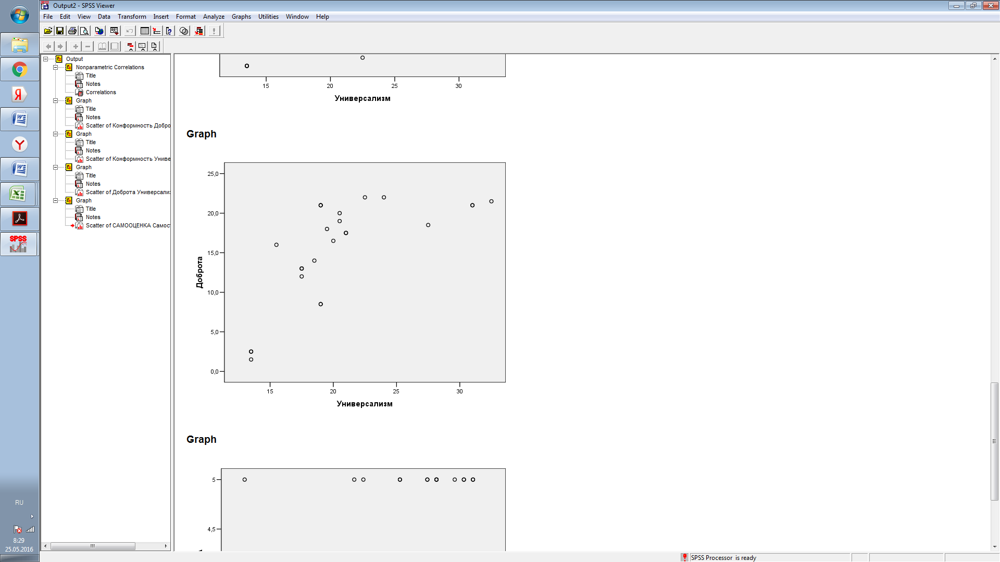 Output2 - SPSS Viewer
File Edit View Data Transform Insert Format Analyze Graphs Utilities Window Help
Output
Nonparametric Correlations
Title
Notes
Correlations
Graph
Title
Notes
Scatter of Конформность Добро
Graph
Title
Notes
Scatter of Конформность Униве
Graph
Title
Notes
Scatter of Доброта Универсали
Graph
Title
Notes
Scatter of САМООЦЕНКА Самос
15 20 25 30
Универсализм
Graph
25,0
20,0
15,0
10,0
5,0
0,0
Доброта
15 20 25 30
Универсализм
Graph
5
4,5
SPSS
RU
8:29
25.05.2016
SPSS Processor is ready